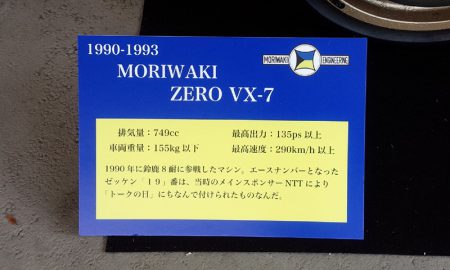 1990-1993
MORIWAKI ENGINEERING
MORIWAKI
ZERO VX-7
排気量：749cc 最高出力：135ps 以上
車両重量：155kg 以下 最高速度：290km/h 以上
1990 年に鈴鹿 8 耐に参戦したマシン。エースナンバーとなった
ゼッケン「１９」番は、当時のメインスポンサー NTT により
「トークの日」にちなんで付けられたものなんだ。